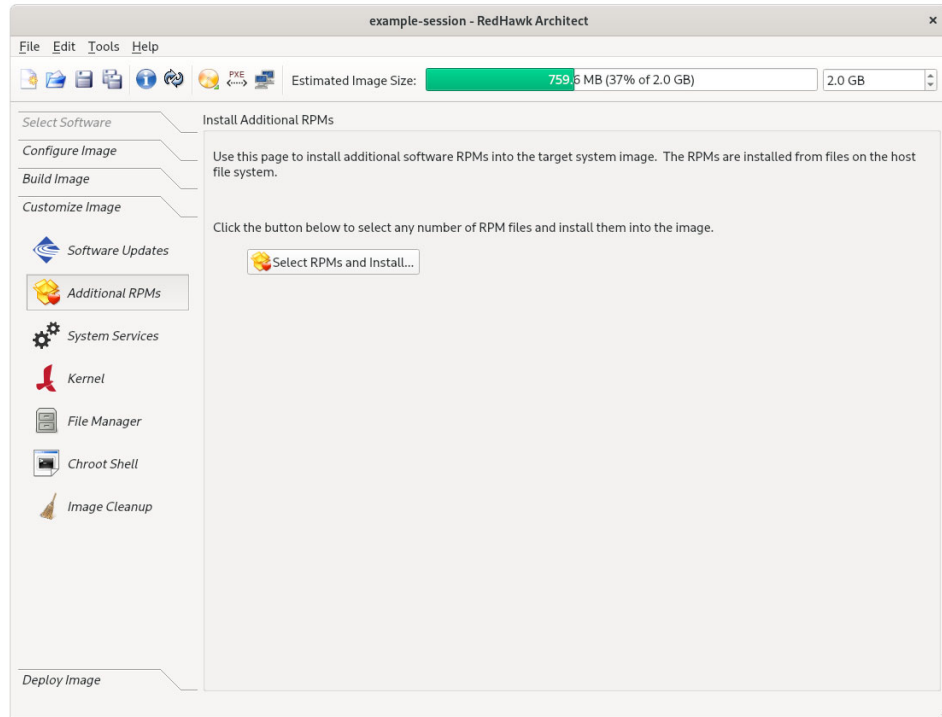 example-session - RedHawk Architect
File Edit Tools Help
PXE
Estimated Image Size:
759.6 MB (37% of 2.0 GB)
2.0 GB
Select Software
Configure Image
Build Image
Customize Image
Software Updates
Additional RPMs
System Services
Kernel
File Manager
Chroot Shell
Image Cleanup
Deploy Image
Install Additional RPMs
Use this page to install additional software RPMs into the target system image. The RPMs are installed from files on the host
file system.
Click the button below to select any number of RPM files and install them into the image.
Select RPMs and Install...